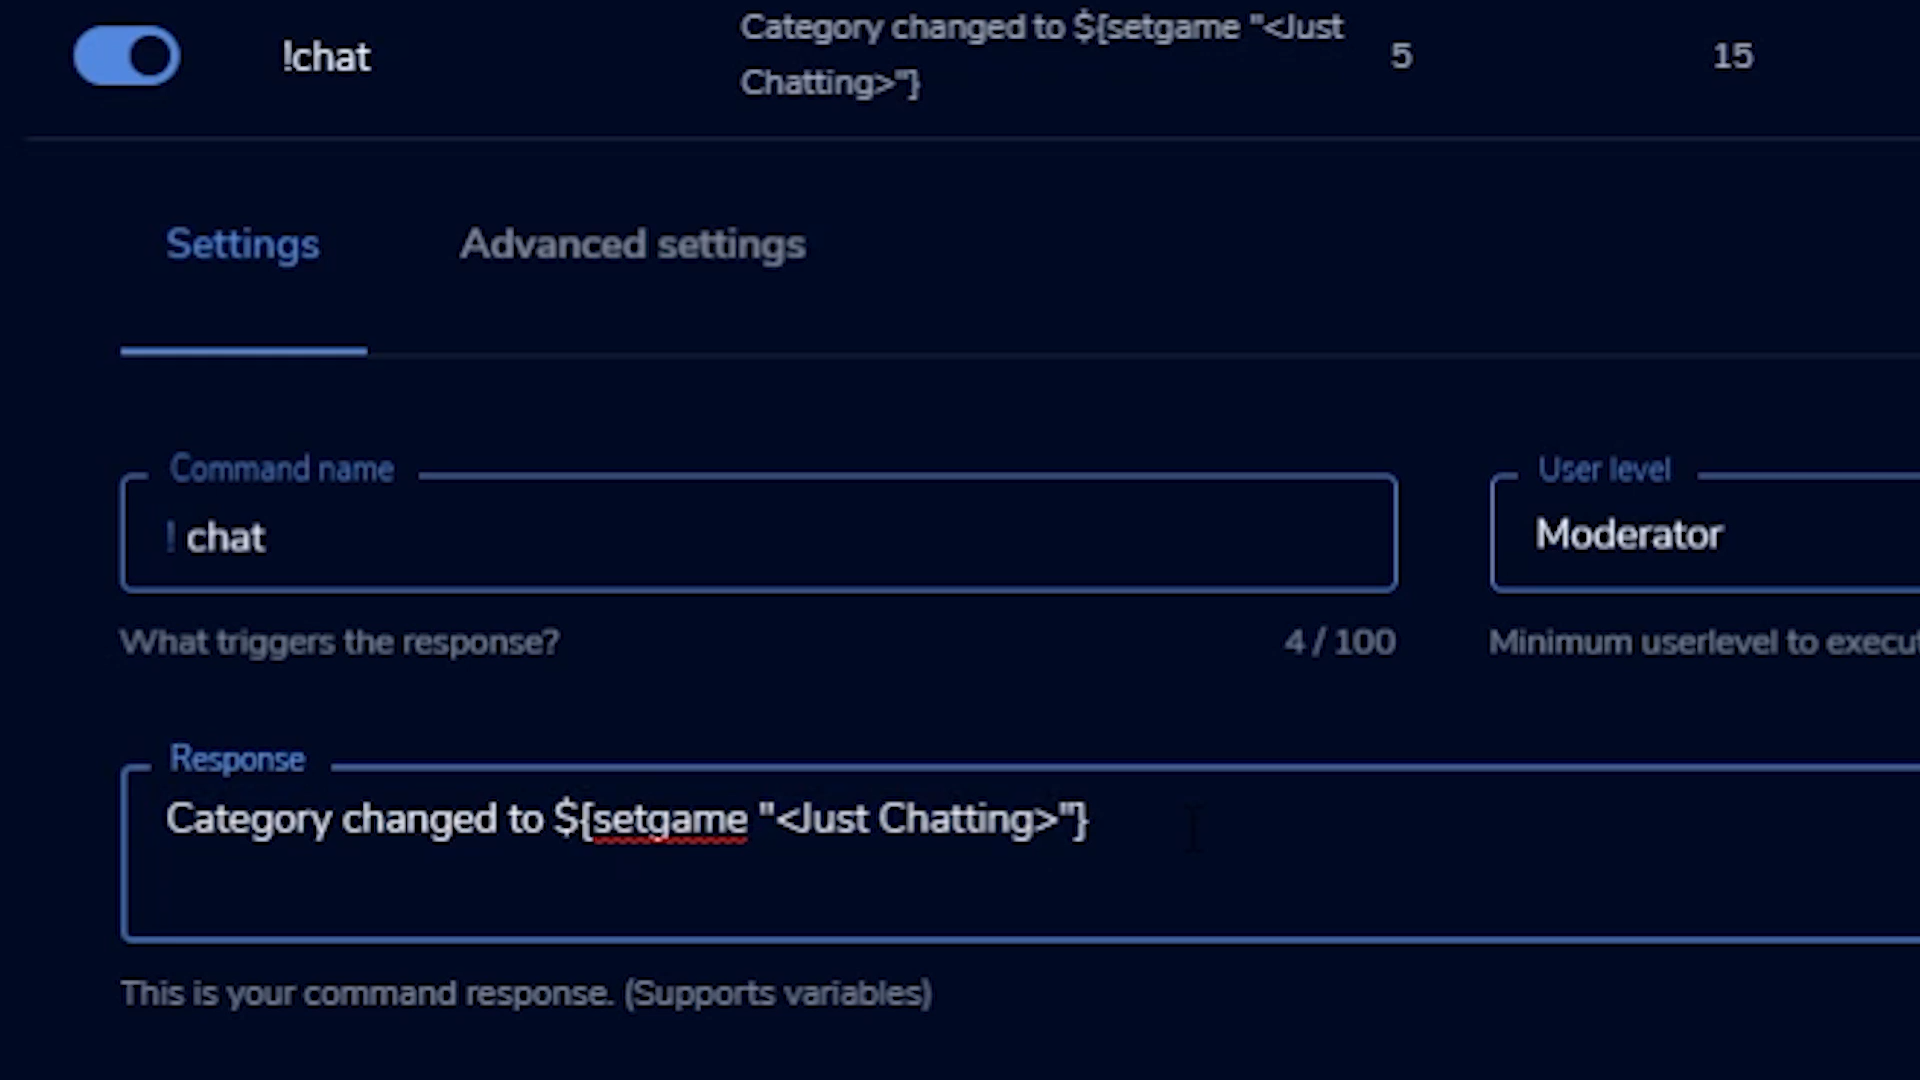 !chat
Category changed to ${setgame "<Just
Chatting>"}
5
15
Settings
Advanced settings
Command name
! chat
User level
Moderator
What triggers the response?
4 / 100
Minimum userlevel to execut
Response
Category changed to ${setgame "<Just Chatting>"}
This is your command response. (Supports variables)